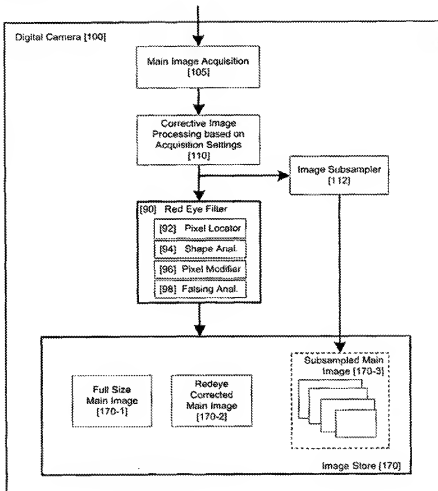 Digital Camera [100]
Main Image Acquisition
[105]
Corrective Image
Processing based on
Acquisition Settings
[110]
Image Subsampler
[112]
[90] Red Eye Filter
[92] Pixel Locator
[94] Shape Anal.
[96] Pixel Modifier
[98] Falsing Anal.
Subsampled Main
Image [170-3]
Full Size
Main Image
[170-1]
Redeye
Corrected
Main Image
[170-2]
Image Store [170]